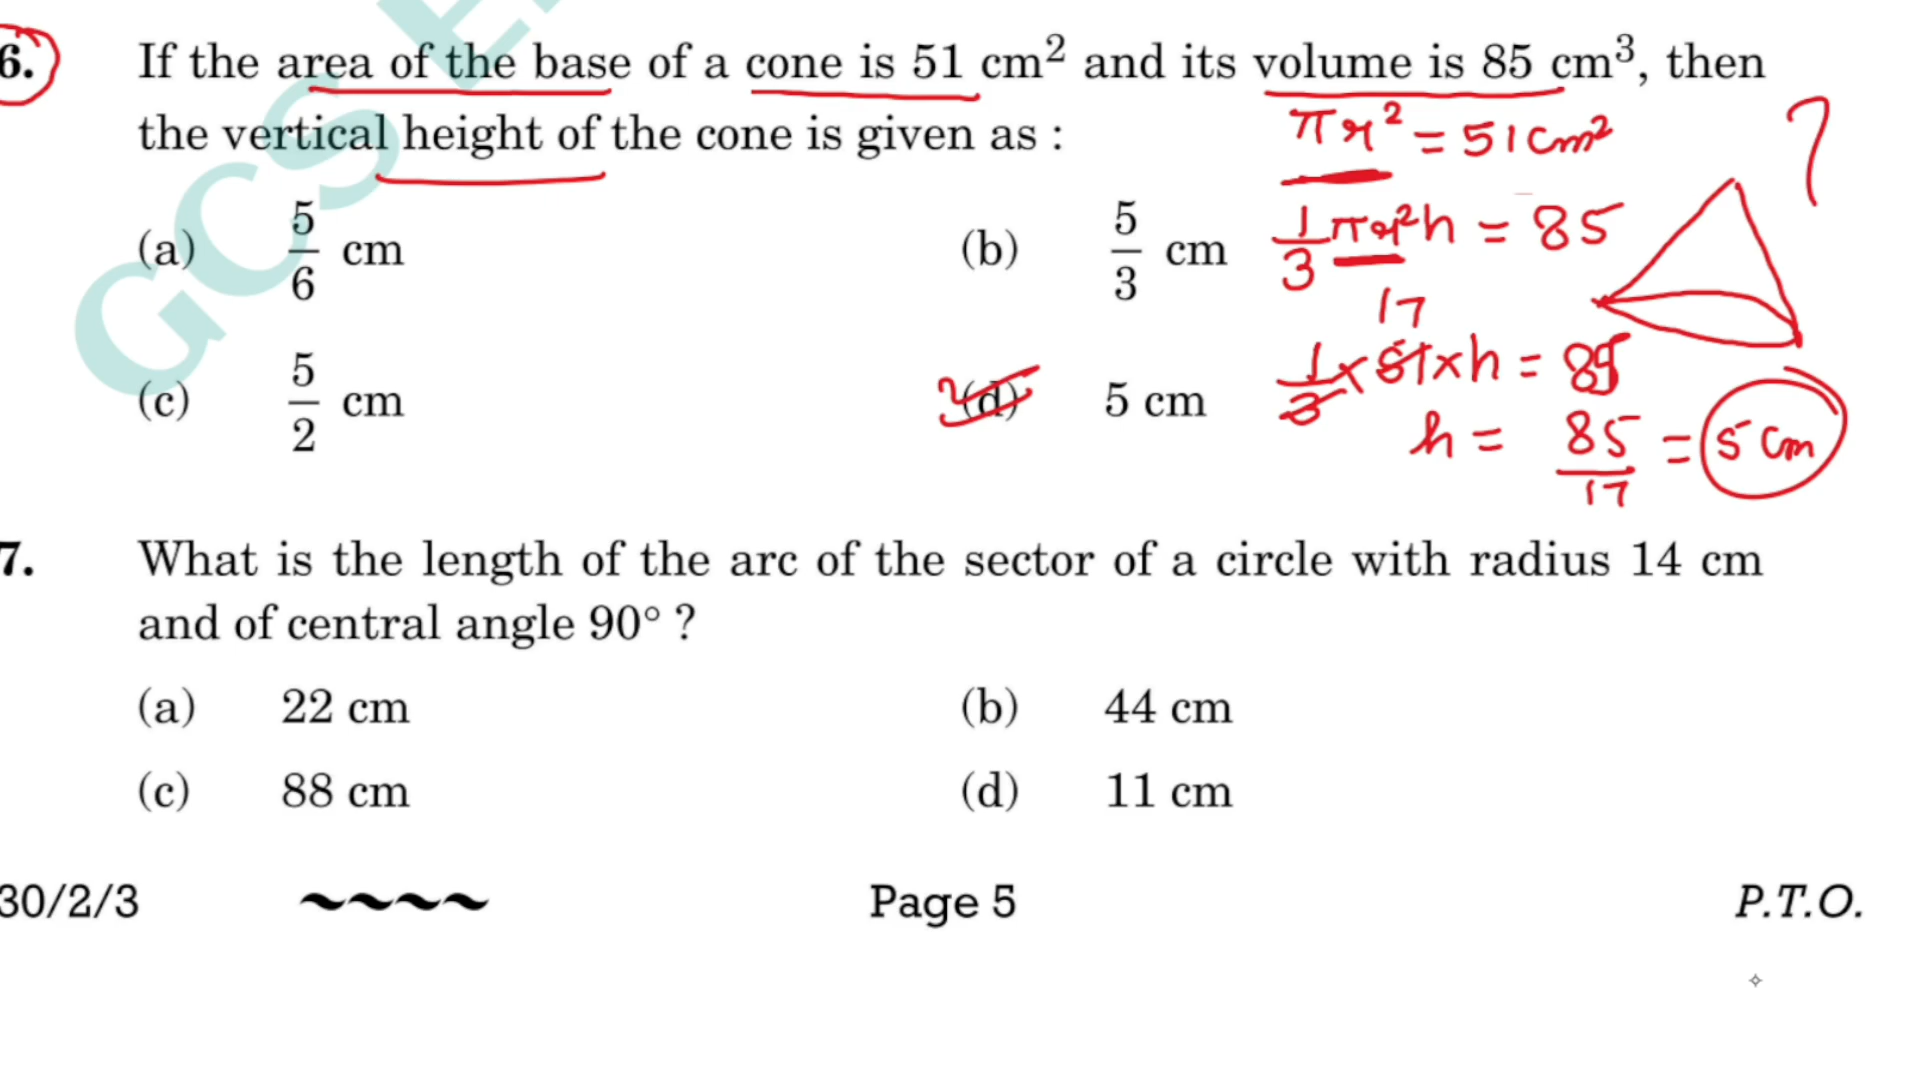 6. If the area of the base of a cone is 51 cm² and its volume is 85 cm³, then
the vertical height of the cone is given as :
(a) 5/6 cm
(b) 5/3 cm
(c) 5/2 cm
(d) 5 cm
πr² = 51 cm²
1/3 πr²h = 85
17
1/3 × 51 × h = 85
h = 85/17 = 5 cm
?
7. What is the length of the arc of the sector of a circle with radius 14 cm
and of central angle 90° ?
(a) 22 cm
(b) 44 cm
(c) 88 cm
(d) 11 cm
30/2/3 ~~~~ Page 5 P.T.O.
GCS